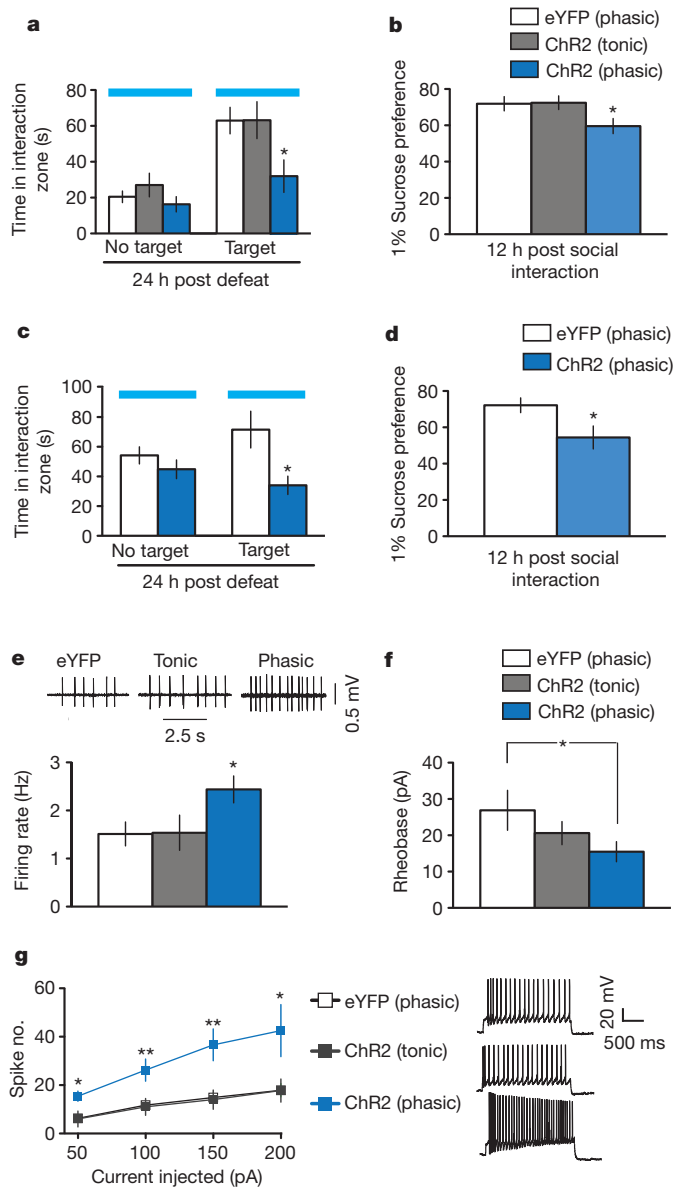 a
80
60
40
20
0
Time in interaction
zone (s)
No target
Target
24 h post defeat
b
eYFP (phasic)
ChR2 (tonic)
ChR2 (phasic)
80
60
40
20
0
1% Sucrose preference
*
*
12 h post social
interaction
c
100
80
60
40
20
0
Time in interaction
zone (s)
*
No target
Target
24 h post defeat
d
eYFP (phasic)
ChR2 (phasic)
80
60
40
20
0
1% Sucrose preference
*
12 h post social
interaction
e
eYFP
Tonic
Phasic
0.5 mV
2.5 s
3
2
1
0
Firing rate (Hz)
*
f
eYFP (phasic)
ChR2 (tonic)
ChR2 (phasic)
40
30
20
10
0
Rheobase (pA)
*
g
60
40
20
0
Spike no.
*
**
**
*
50
100
150
200
Current injected (pA)
eYFP (phasic)
ChR2 (tonic)
ChR2 (phasic)
20 mV
500 ms